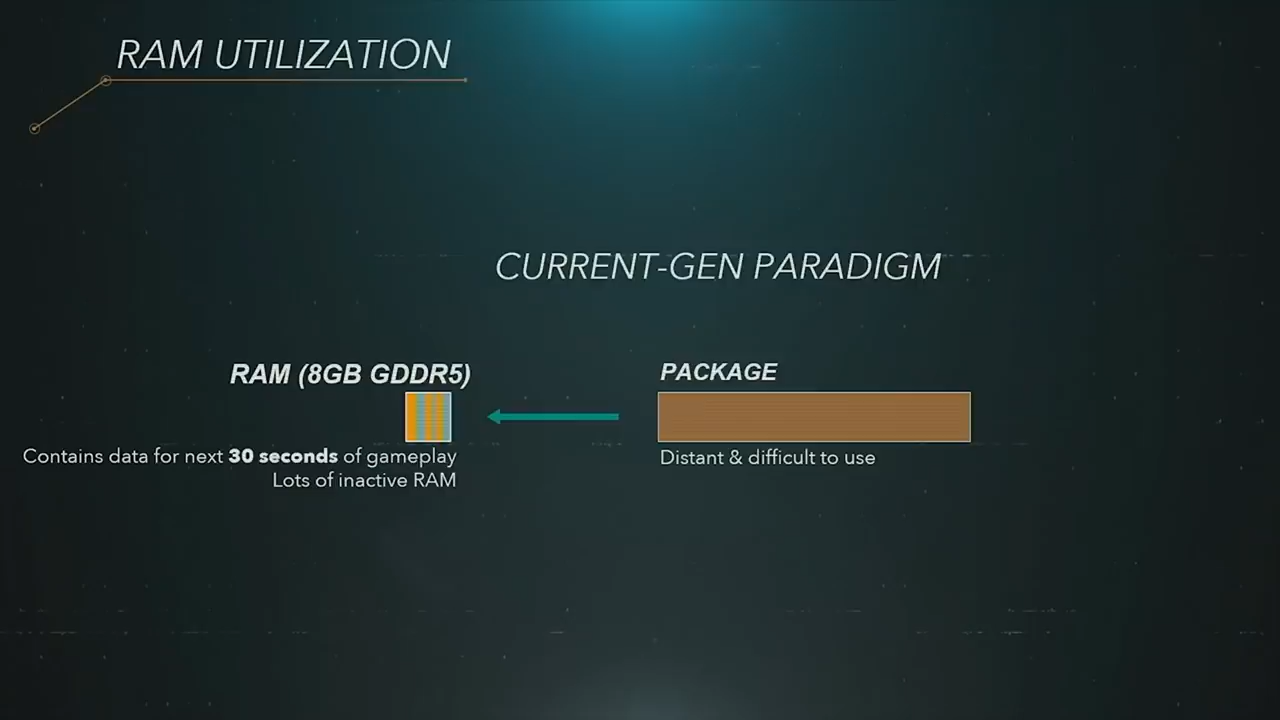 RAM UTILIZATION
CURRENT-GEN PARADIGM
RAM (8GB GDDR5)
Contains data for next 30 seconds of gameplay
Lots of inactive RAM
PACKAGE
Distant & difficult to use